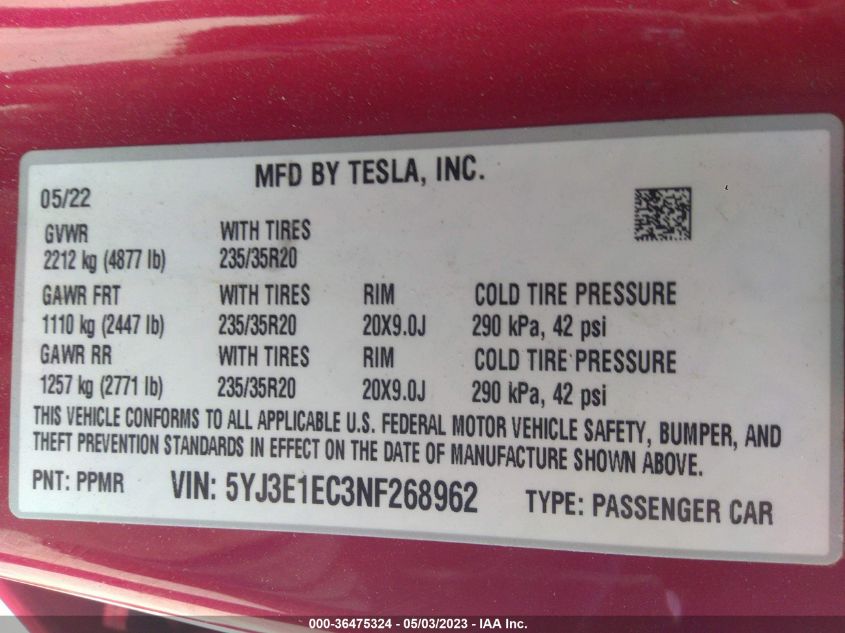 MFD BY TESLA, INC.
05/22
GVWR WITH TIRES
2212 kg (4877 lb) 235/35R20
GAWR FRT WITH TIRES RIM COLD TIRE PRESSURE
1110 kg (2447 lb) 235/35R20 20X9.0J 290 kPa, 42 psi
GAWR RR WITH TIRES RIM COLD TIRE PRESSURE
1257 kg (2771 lb) 235/35R20 20X9.0J 290 kPa, 42 psi
THIS VEHICLE CONFORMS TO ALL APPLICABLE U.S. FEDERAL MOTOR VEHICLE SAFETY, BUMPER, AND
THEFT PREVENTION STANDARDS IN EFFECT ON THE DATE OF MANUFACTURE SHOWN ABOVE.
PNT: PPMR VIN: 5YJ3E1EC3NF268962 TYPE: PASSENGER CAR
000-36475324 - 05/03/2023 - IAA Inc.